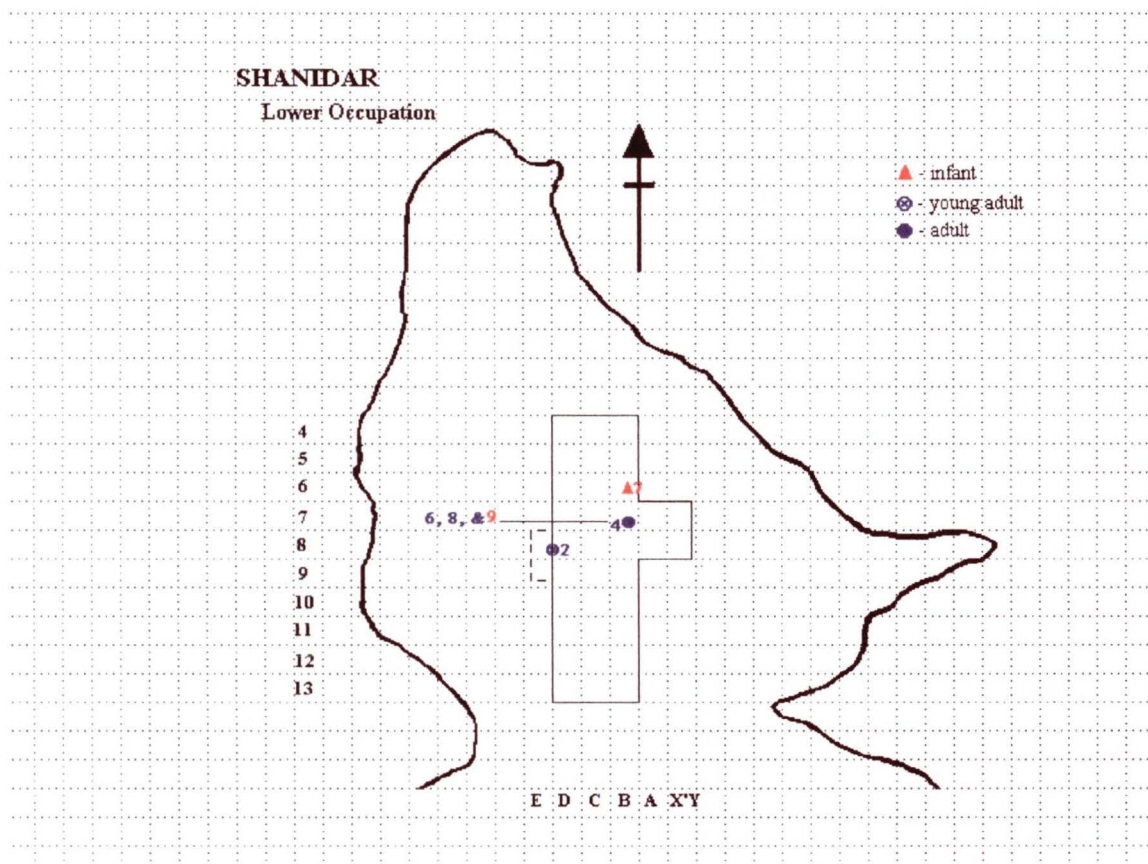 SHANIDAR
Lower Occupation
- infant
- young adult
- adult
4
5
6
7
7
6, 8, & 9
4
8
2
9
10
11
12
13
E D C B A X'Y